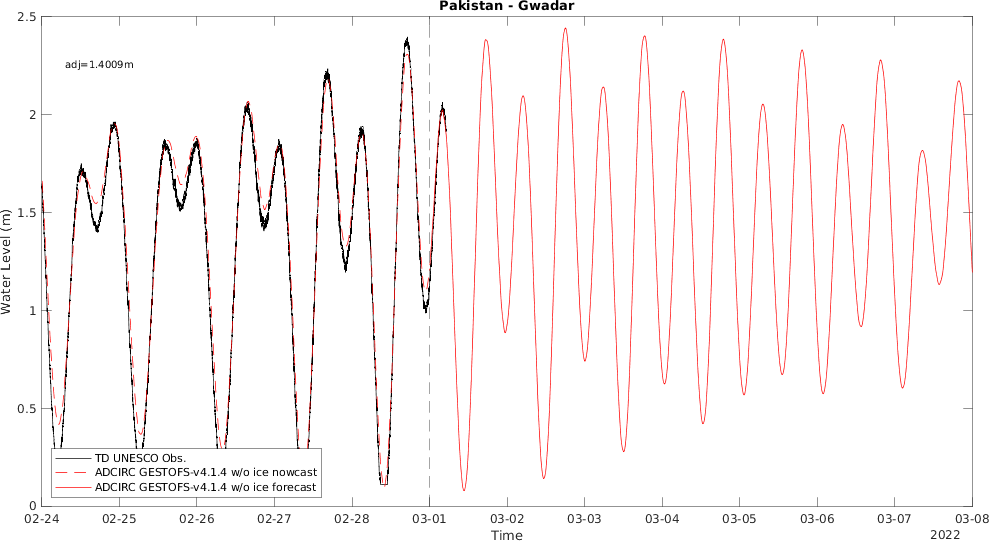 Pakistan - Gwadar
2.5
adj=1.4009m
2
1.5
Water Level (m)
1
0.5
TD UNESCO Obs.
ADCIRC GESTOFS-v4.1.4 w/o ice nowcast
ADCIRC GESTOFS-v4.1.4 w/o ice forecast
0
02-24 02-25 02-26 02-27 02-28 03-01 03-02 03-03 03-04 03-05 03-06 03-07 03-08
Time
2022